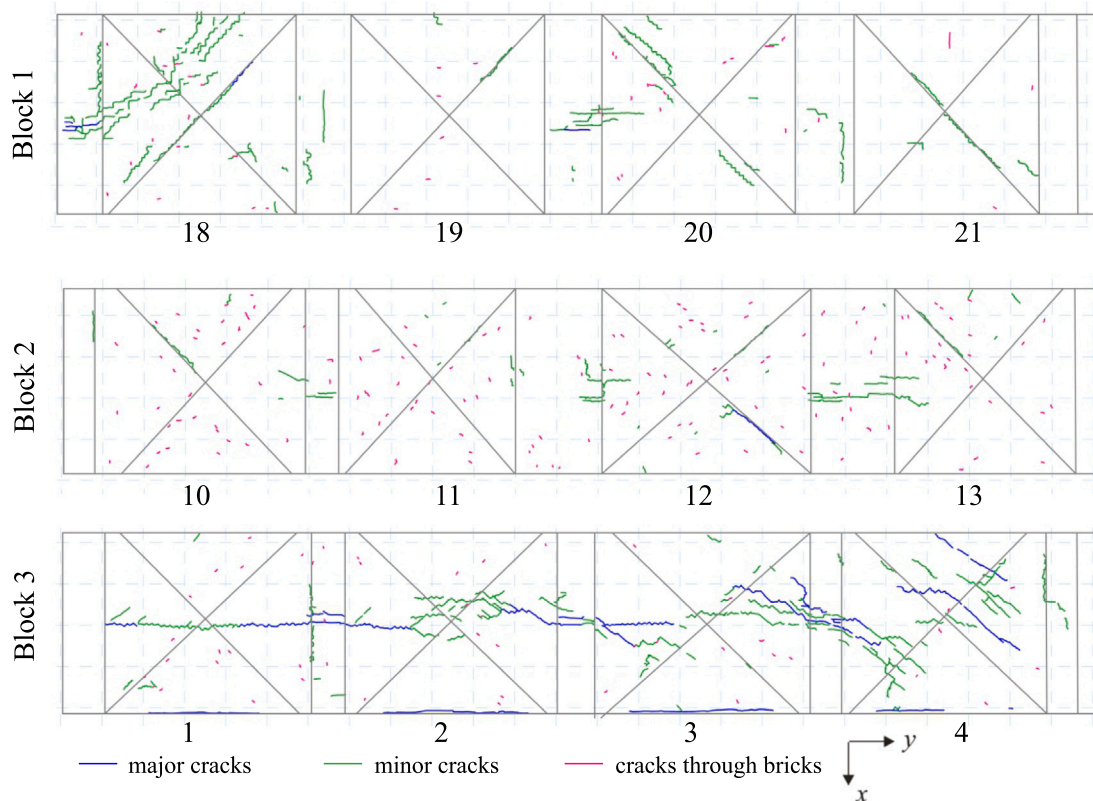 Block 1
18 19 20 21
Block 2
10 11 12 13
Block 3
1 2 3 4
y
major cracks minor cracks cracks through bricks
x